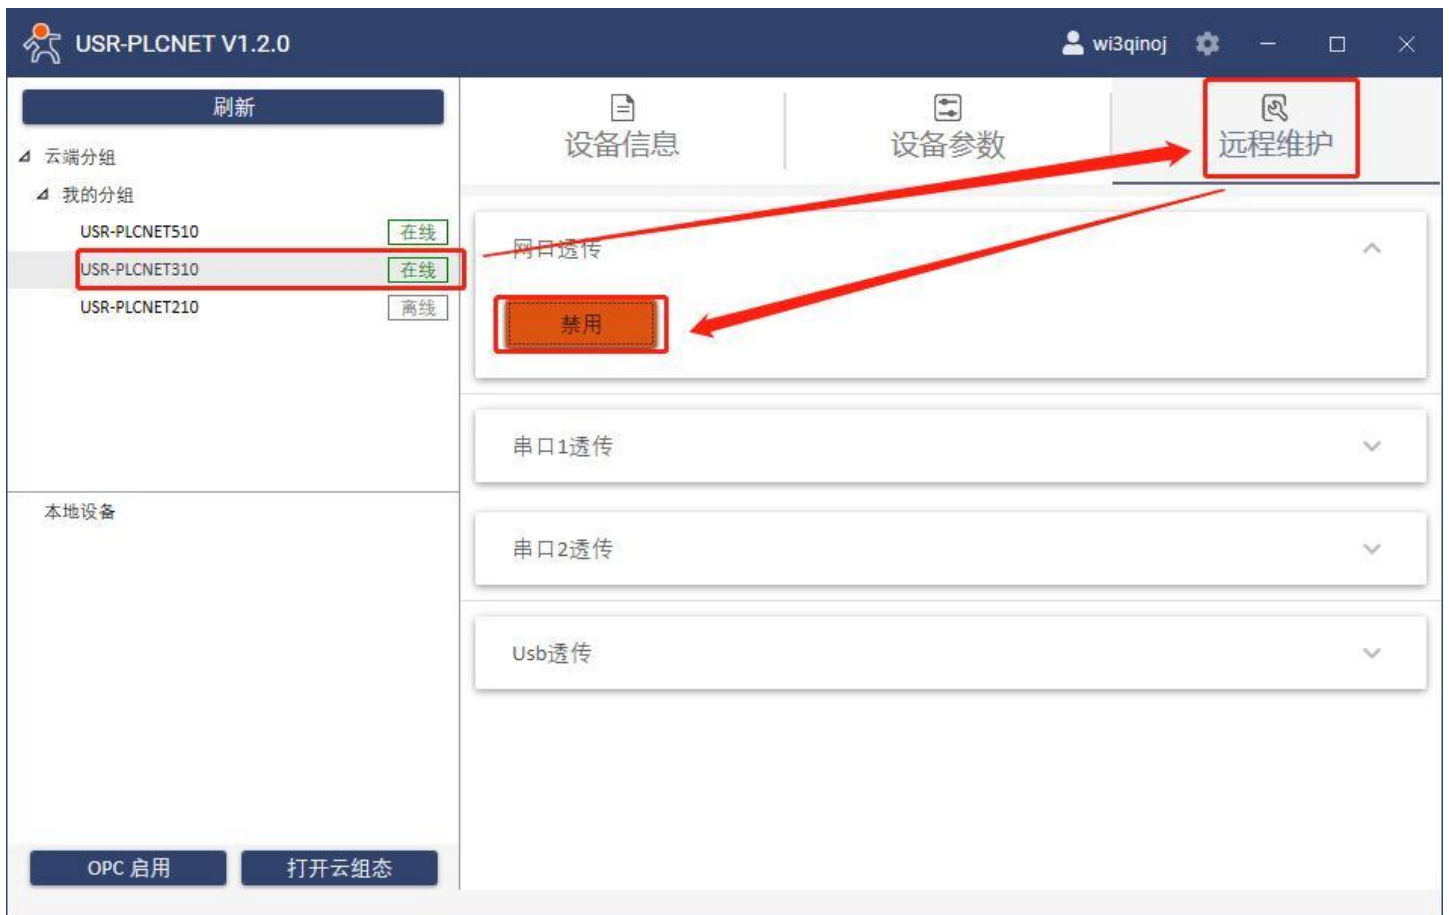 USR-PLCNET V1.2.0
wi3qinoj
刷新
云端分组
我的分组
USR-PLCNET510 在线
USR-PLCNET310 在线
USR-PLCNET210 离线
本地设备
OPC 启用 打开云组态
设备信息 设备参数 远程维护
网口透传
禁用
串口1透传
串口2透传
Usb透传